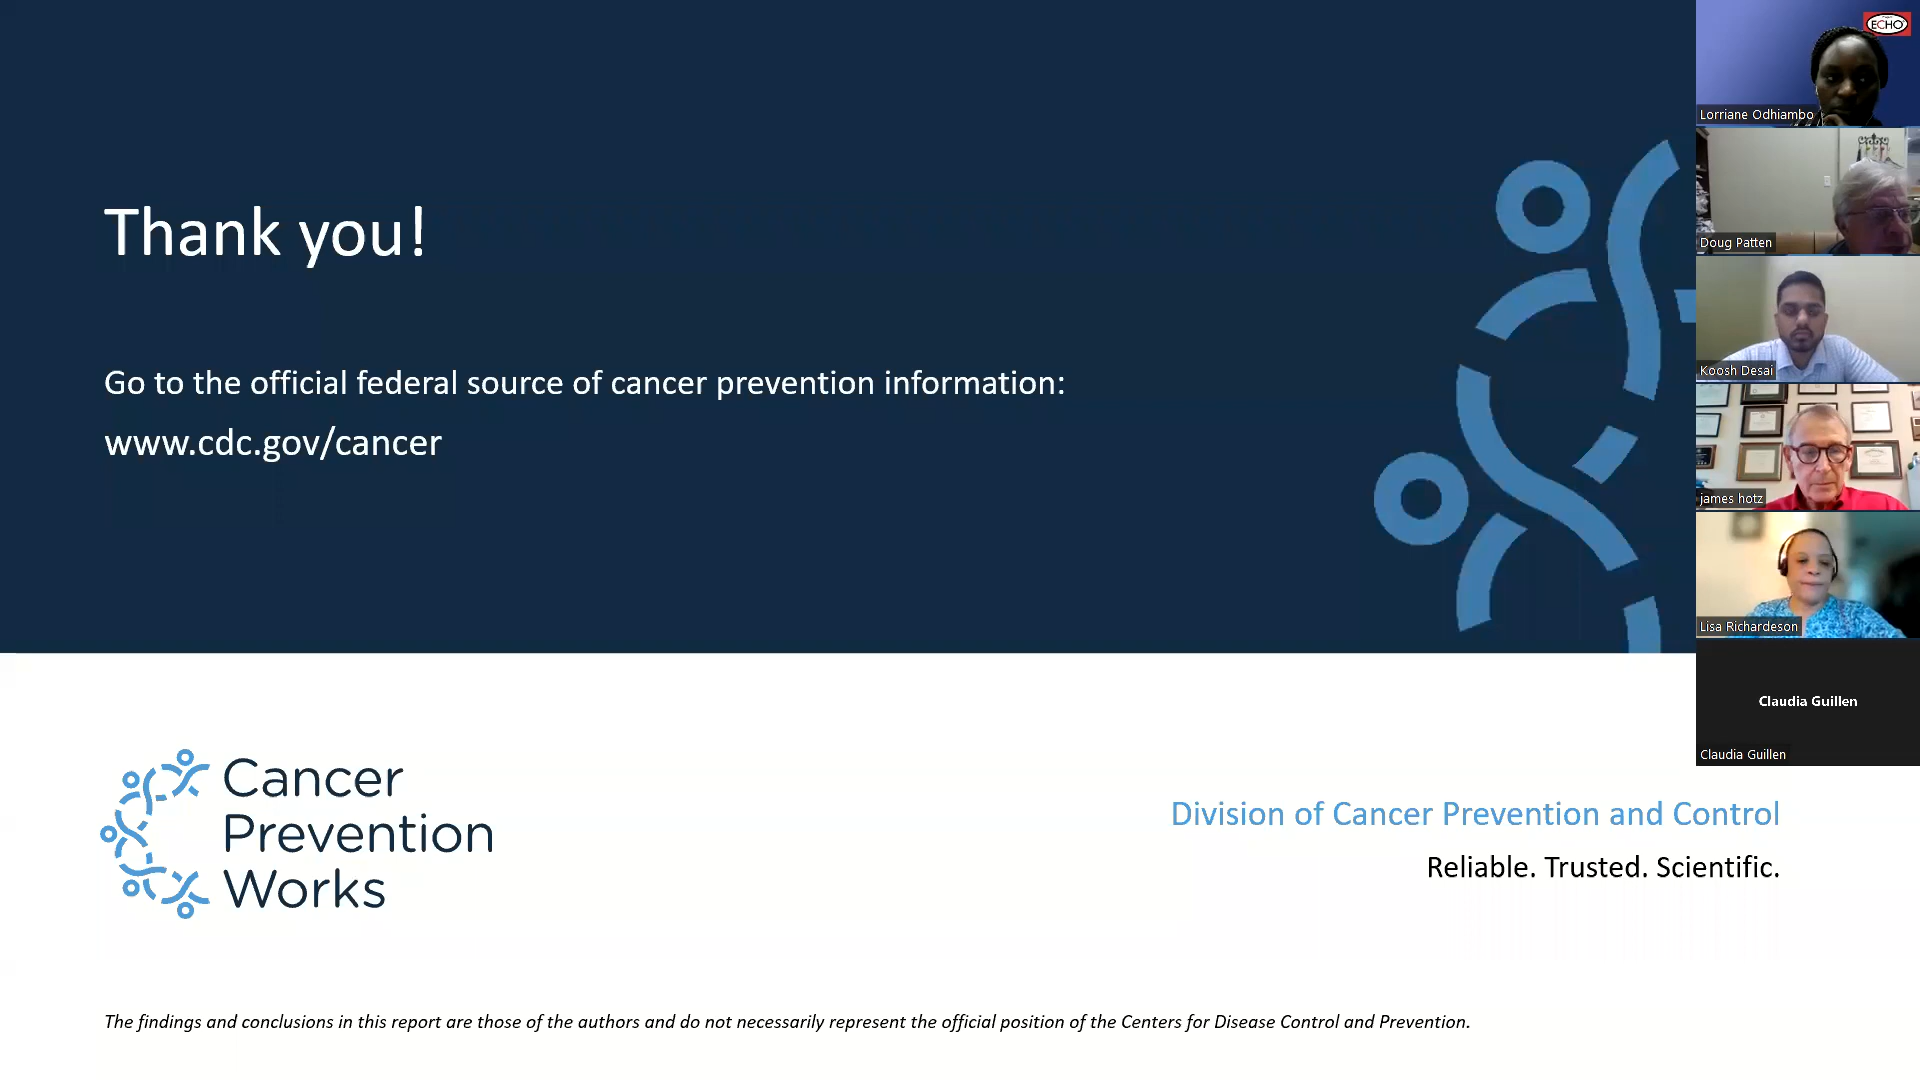 Thank you!
Go to the official federal source of cancer prevention information:
www.cdc.gov/cancer
Cancer
Prevention
Works
Division of Cancer Prevention and Control
Reliable. Trusted. Scientific.
The findings and conclusions in this report are those of the authors and do not necessarily represent the official position of the Centers for Disease Control and Prevention.
ECHO
Lorriane Odhiambo
Doug Patten
Koosh Desai
james hotz
Lisa Richardeson
Claudia Guillen
Claudia Guillen